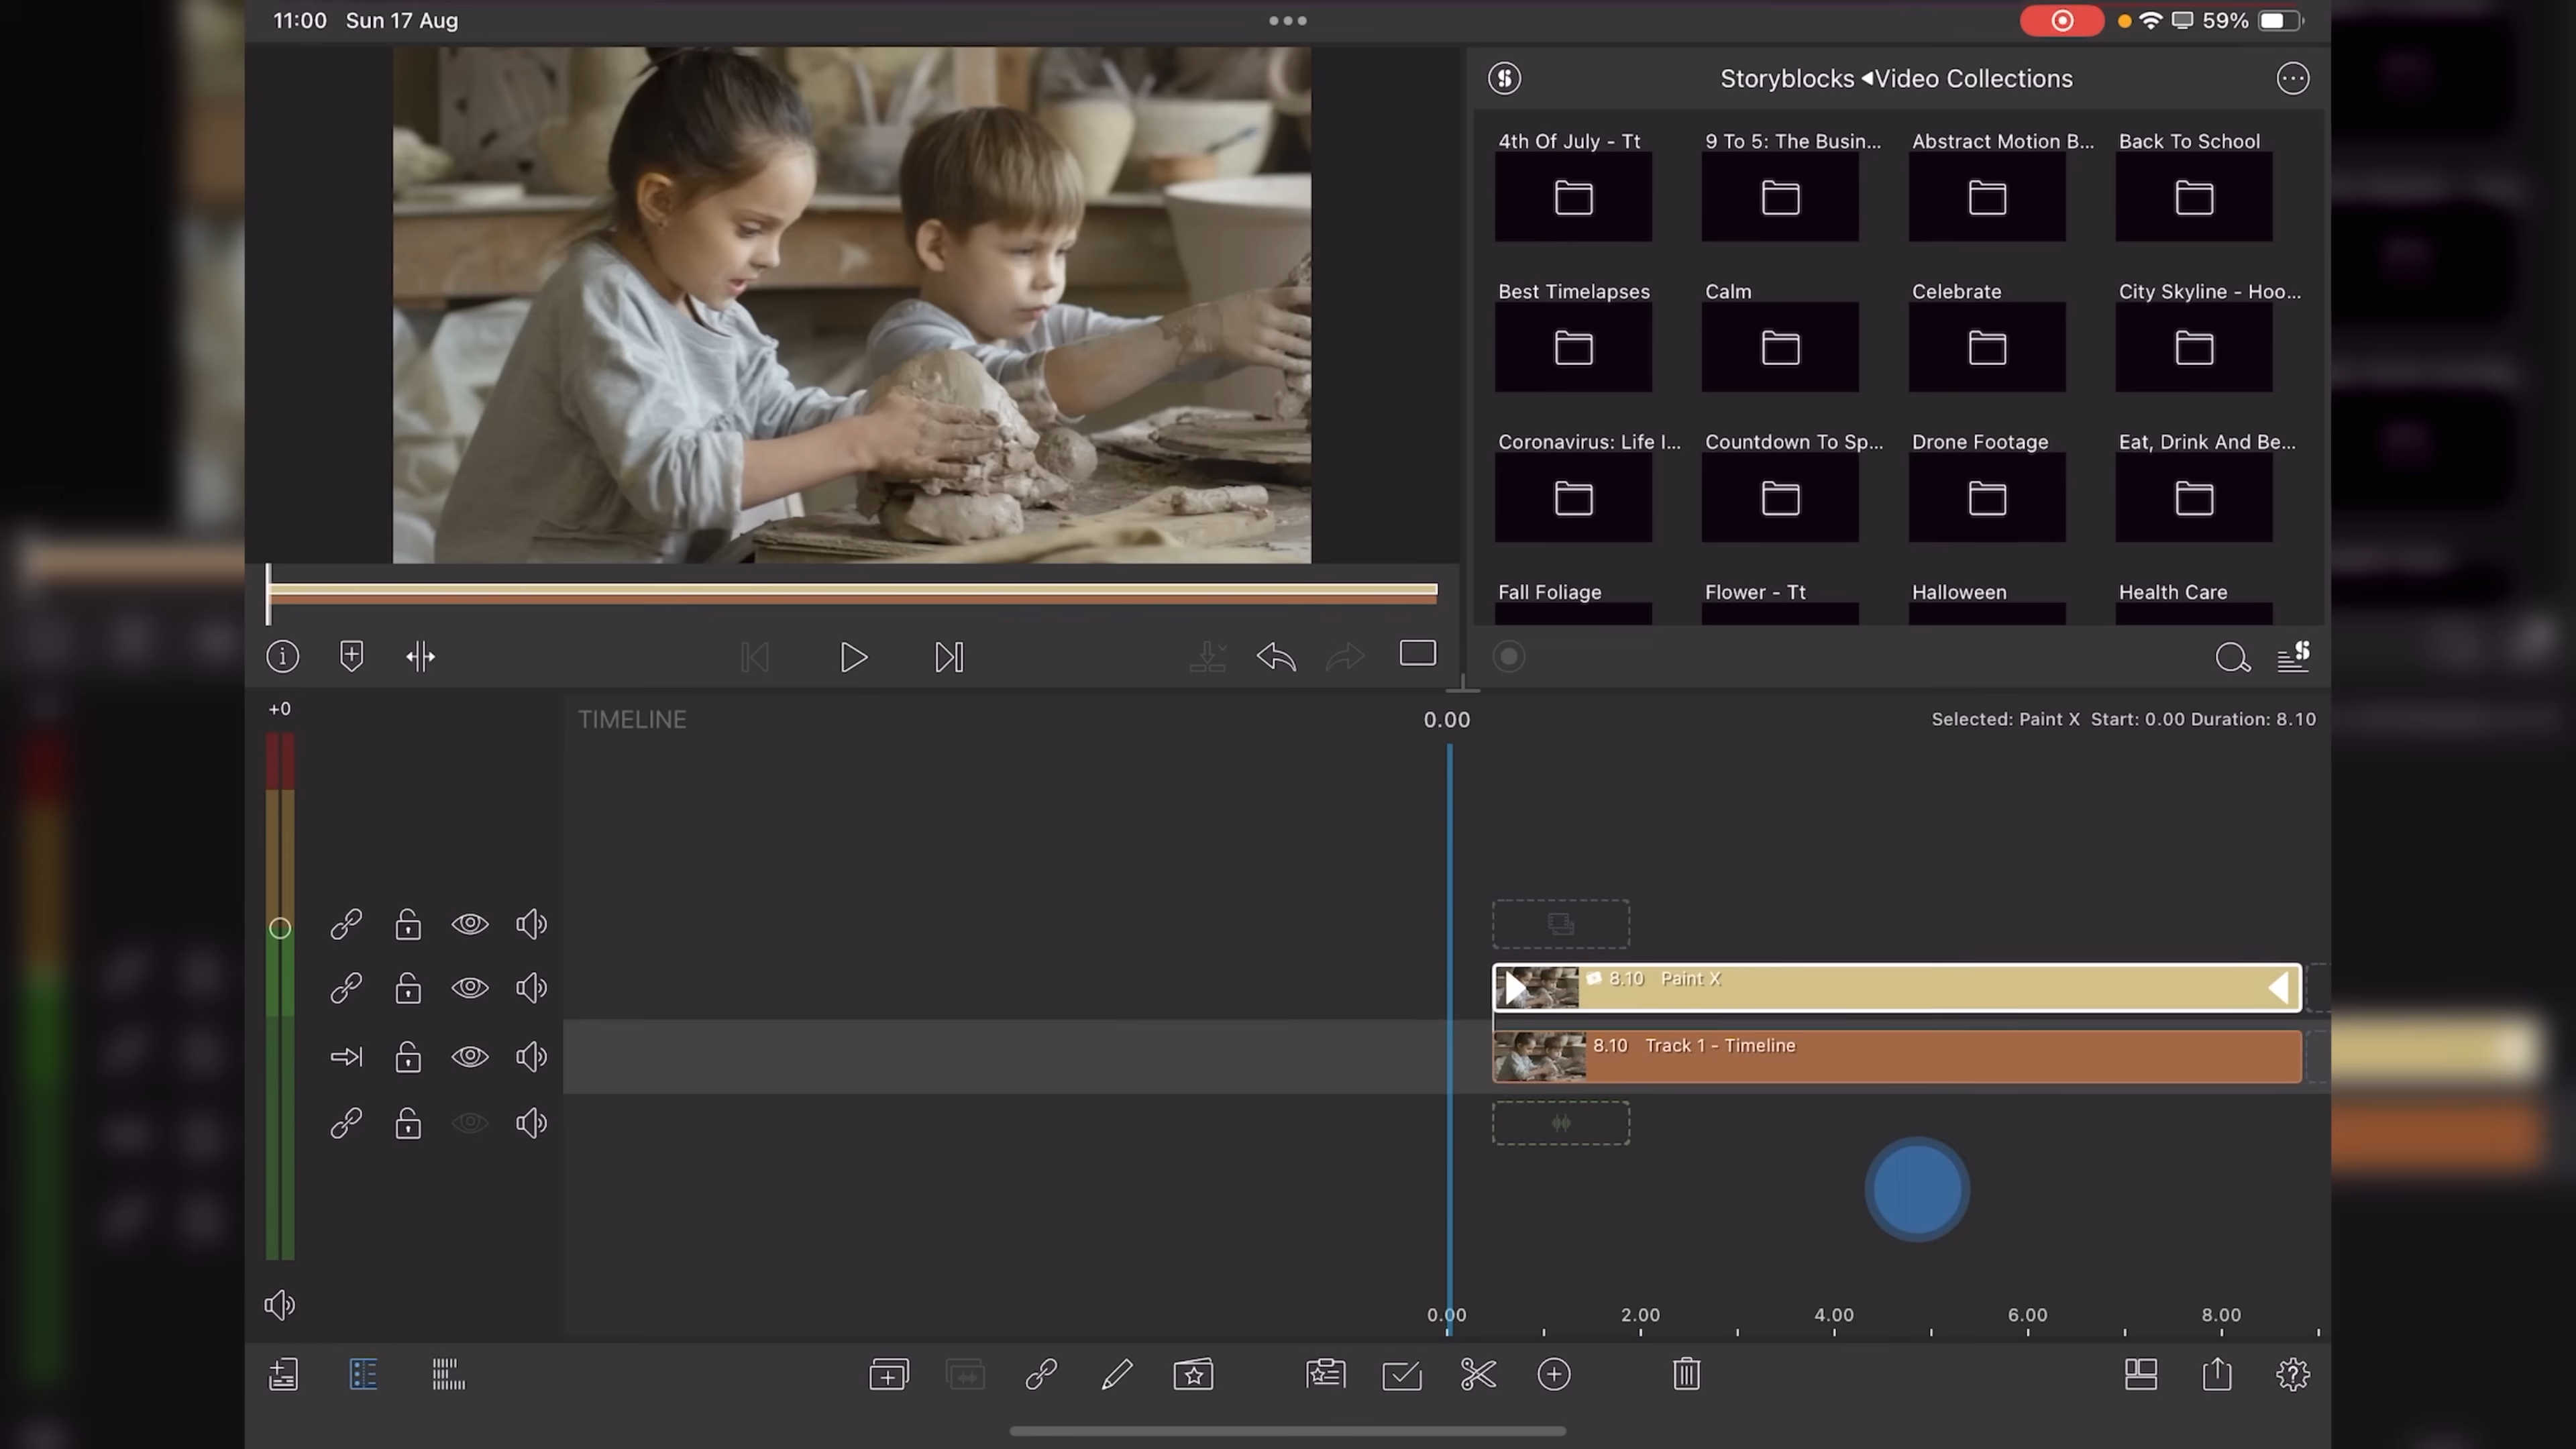 11:00 Sun 17 Aug
59%
Storyblocks ◂Video Collections
4th Of July - Tt
9 To 5: The Busin...
Abstract Motion B...
Back To School
Best Timelapses
Calm
Celebrate
City Skyline - Hoo...
Coronavirus: Life I...
Countdown To Sp...
Drone Footage
Eat, Drink And Be...
Fall Foliage
Flower - Tt
Halloween
Health Care
+0
TIMELINE
0.00
Selected: Paint X Start: 0.00 Duration: 8.10
8.10 Paint X
8.10 Track 1 - Timeline
0.00 2.00 4.00 6.00 8.00